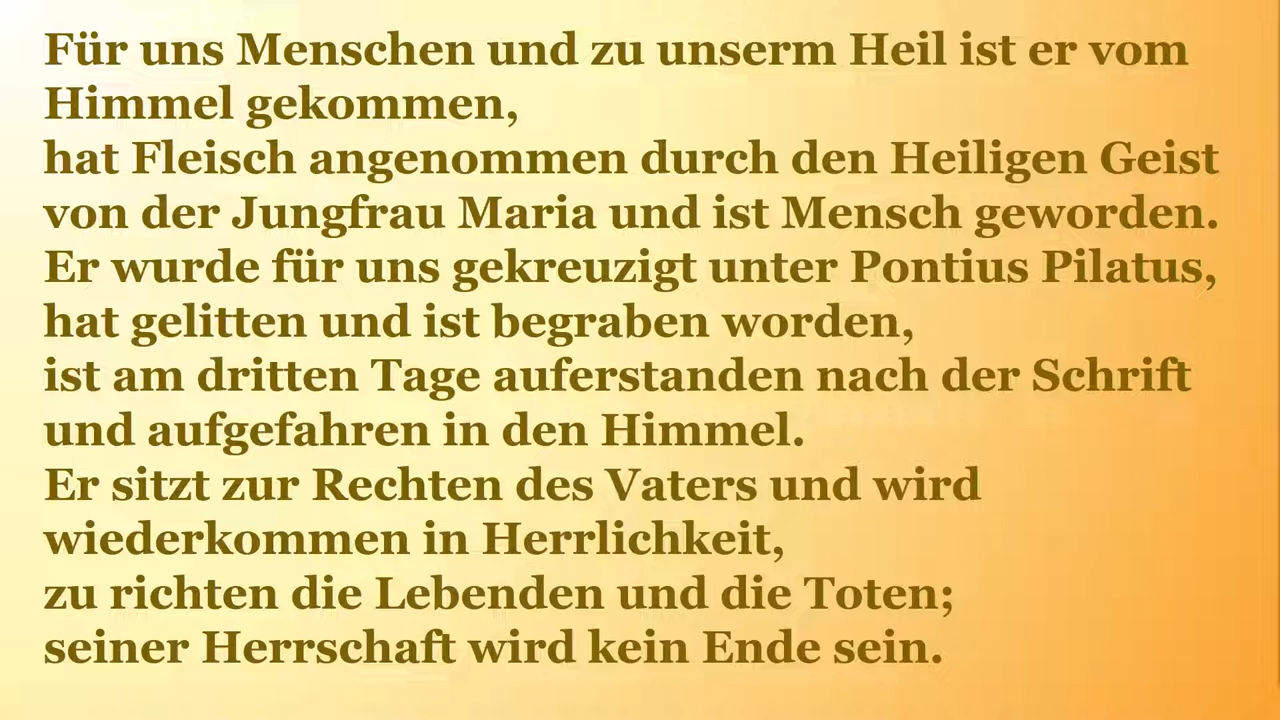 Für uns Menschen und zu unserm Heil ist er vom
Himmel gekommen,
hat Fleisch angenommen durch den Heiligen Geist
von der Jungfrau Maria und ist Mensch geworden.
Er wurde für uns gekreuzigt unter Pontius Pilatus,
hat gelitten und ist begraben worden,
ist am dritten Tage auferstanden nach der Schrift
und aufgefahren in den Himmel.
Er sitzt zur Rechten des Vaters und wird
wiederkommen in Herrlichkeit,
zu richten die Lebenden und die Toten;
seiner Herrschaft wird kein Ende sein.